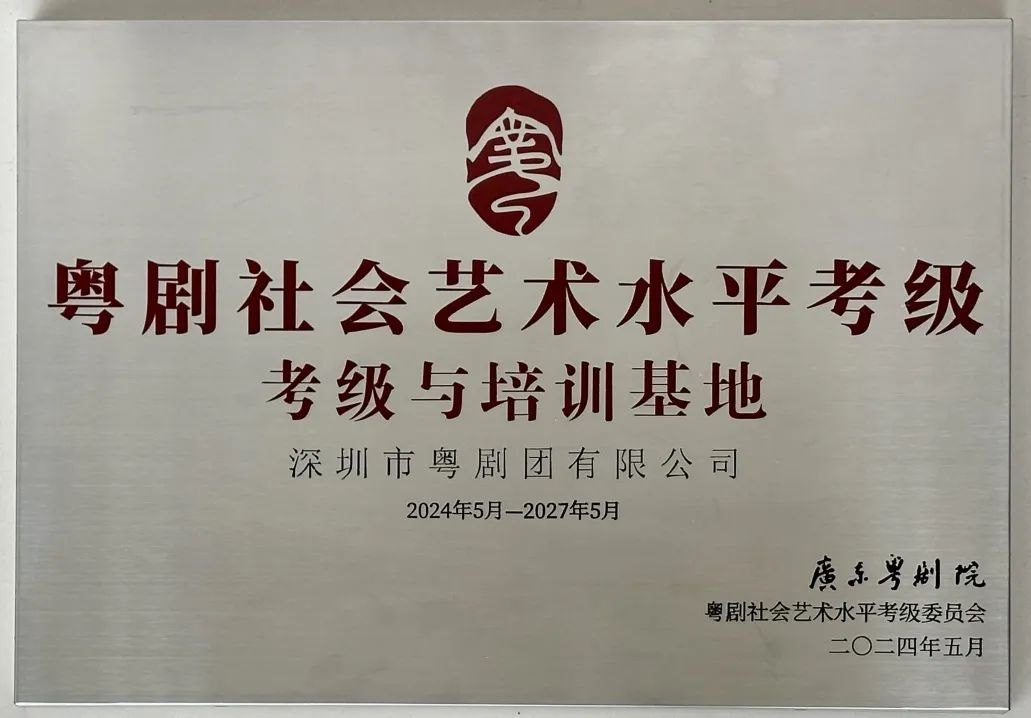 粤
粤剧社会艺术水平考级
考级与培训基地
深圳市粤剧团有限公司
2024年5月—2027年5月
廣东粤剧院
粤剧社会艺术水平考级委员会
二〇二四年五月